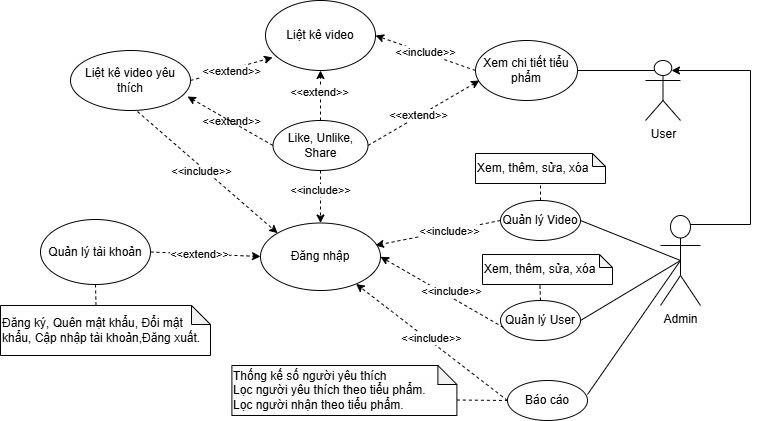 Liệt kê video
<<include>>
Xem chi tiết tiểu
phẩm
Liệt kê video yêu
thích
<<extend>>
<<extend>>
<<extend>>
<<extend>>
Like, Unlike,
Share
User
<<include>>
<<include>>
Xem, thêm, sửa, xóa
Quản lý Video
<<include>>
Quản lý tài khoản
<<extend>>
Đăng nhập
Xem, thêm, sửa, xóa
<<include>>
Quản lý User
Admin
Đăng ký, Quên mật khẩu, Đổi mật
khẩu, Cập nhập tài khoản,Đăng xuất.
<<include>>
Thống kế số người yêu thích
Lọc người yêu thích theo tiểu phẩm.
Lọc người nhận theo tiểu phẩm.
Báo cáo